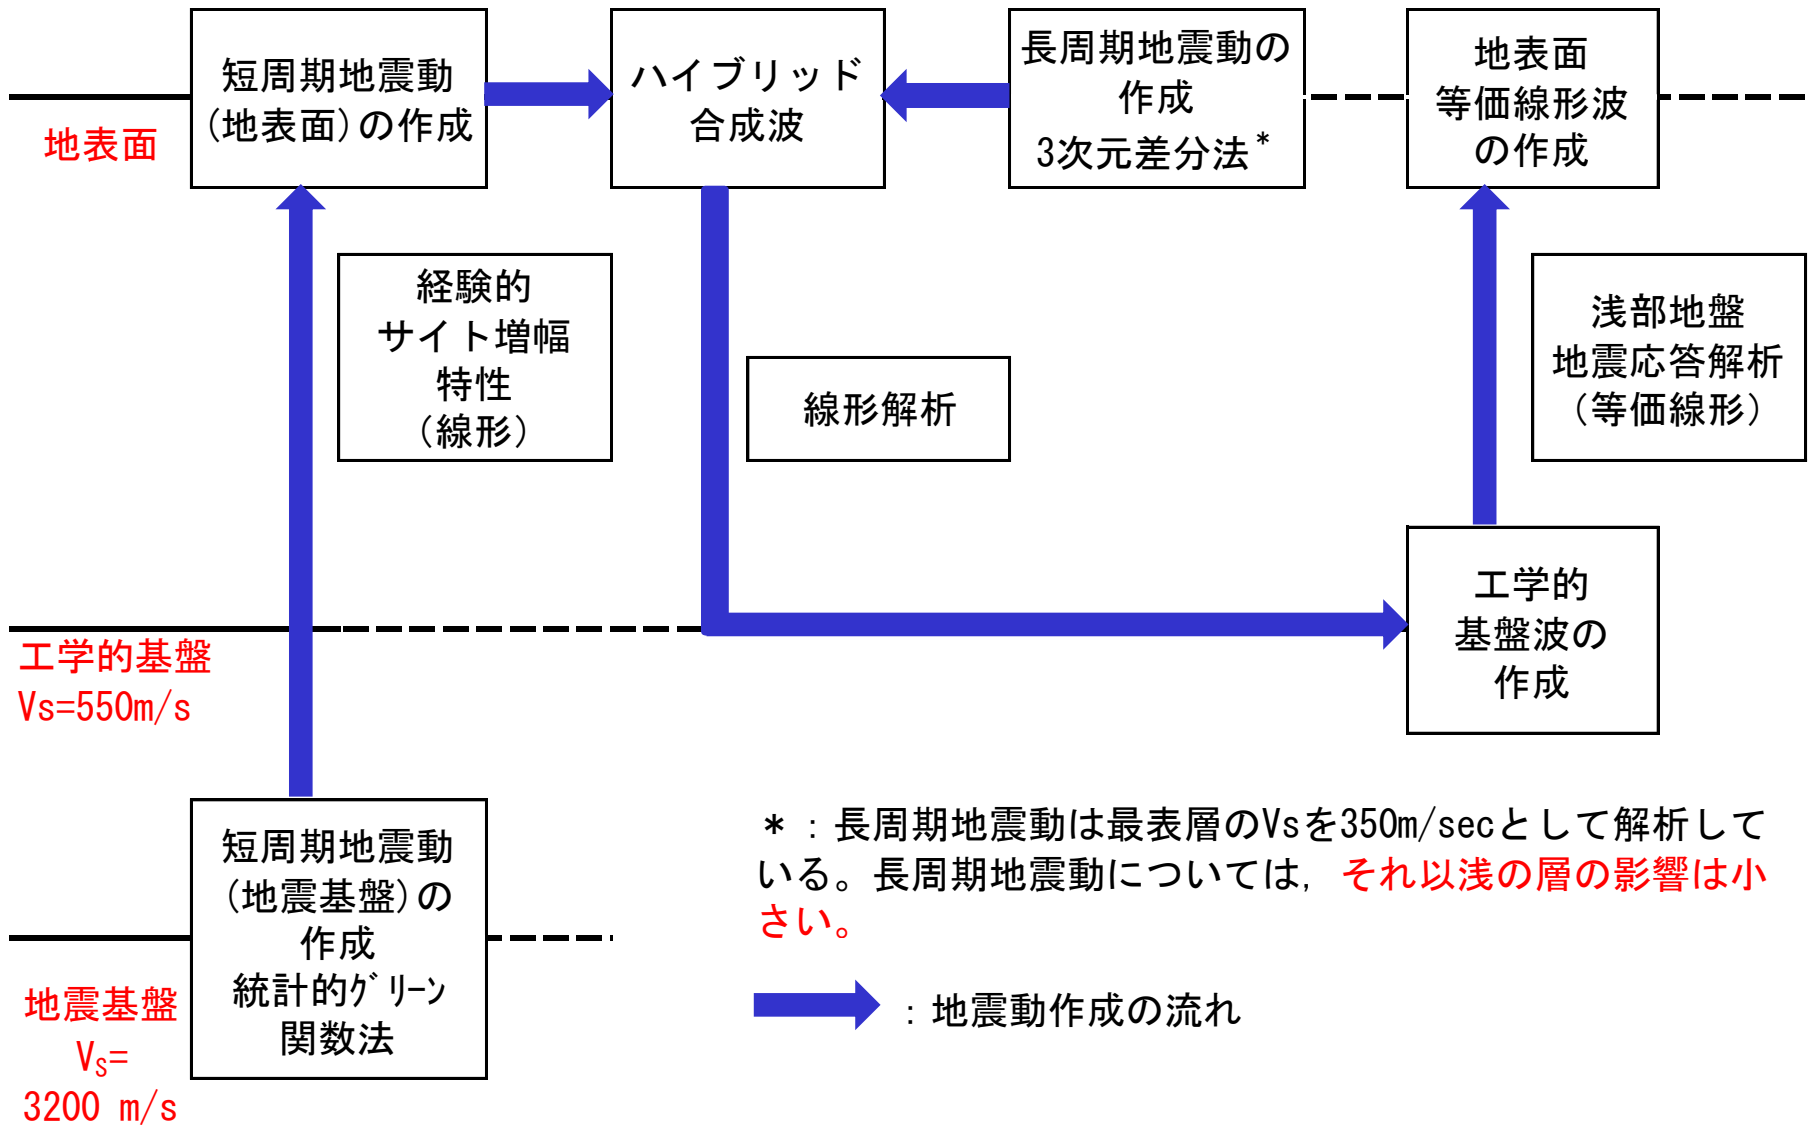 短周期地震動
(地表面)の作成
ハイブリッド
合成波
長周期地震動の
作成
3次元差分法*
地表面
等価線形波
の作成
地表面
経験的
サイト増幅
特性
（線形）
線形解析
浅部地盤
地震応答解析
（等価線形）
工学的基盤
Vs=550m/s
工学的
基盤波の
作成
短周期地震動
(地震基盤)の
作成
統計的ｸﾞﾘｰﾝ
関数法
地震基盤
Vs=
3200 m/s
*：長周期地震動は最表層のVsを350m/secとして解析して
いる。長周期地震動については，それ以浅の層の影響は小
さい。
：地震動作成の流れ